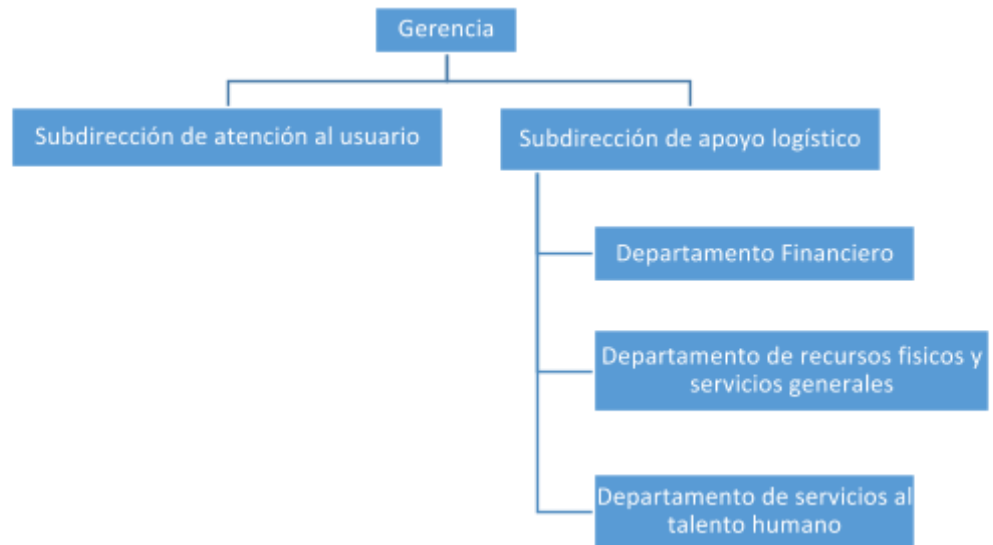 Gerencia
Subdirección de atención al usuario
Subdirección de apoyo logístico
Departamento Financiero
Departamento de recursos fisicos y
servicios generales
Departamento de servicios al
talento humano